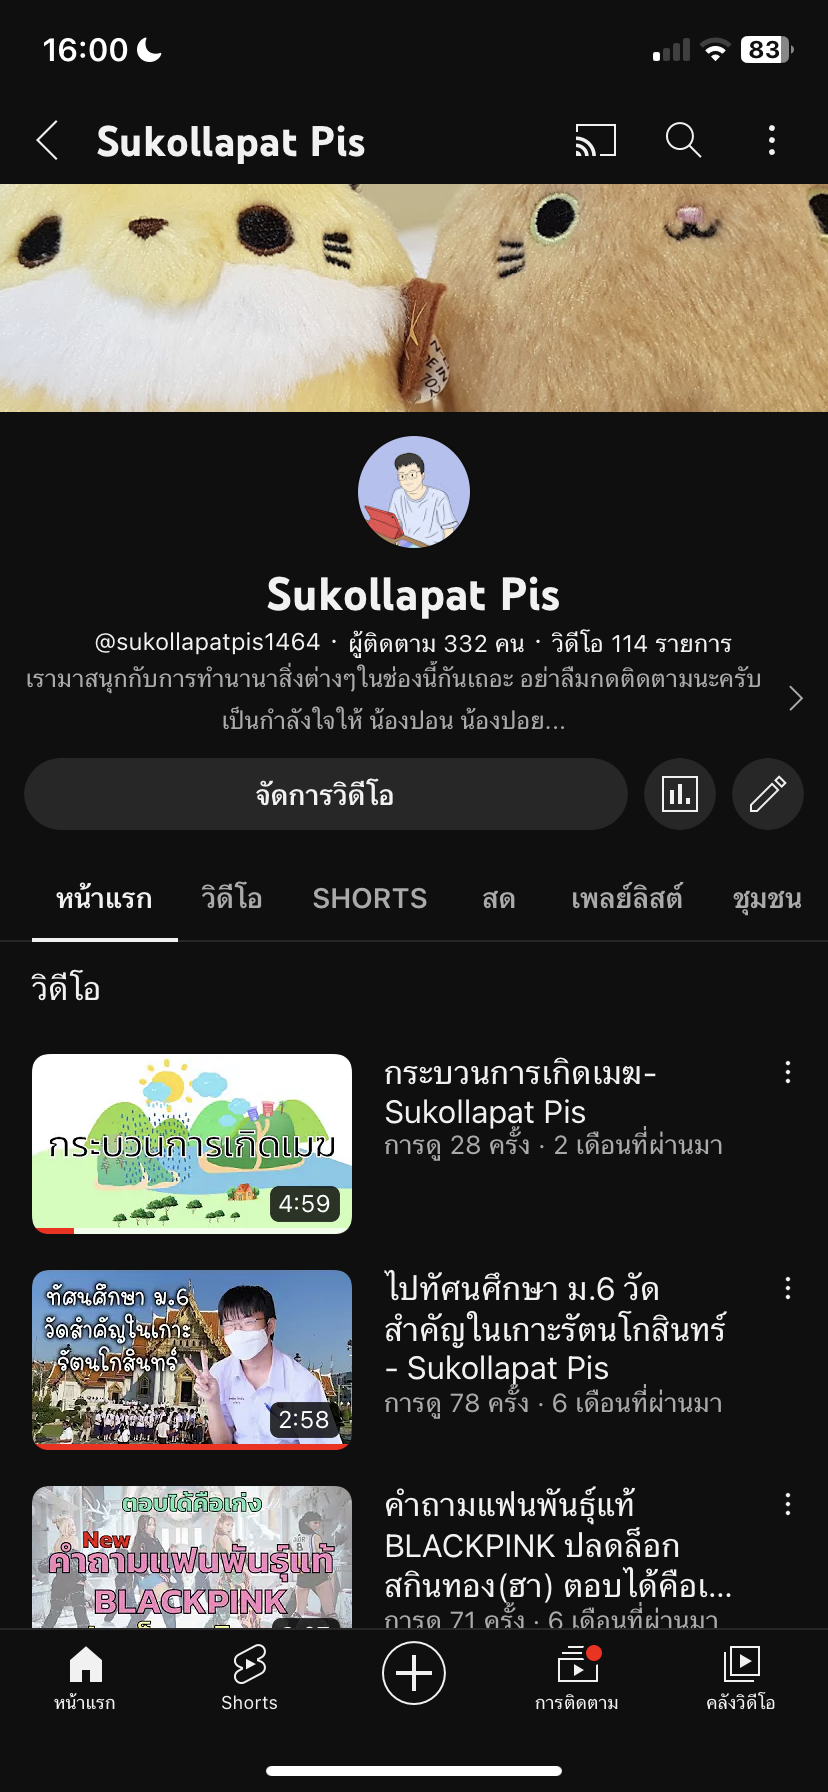 16:00
83
Sukollapat Pis
Sukollapat Pis
@sukollapatpis1464 · ผู้ติดตาม 332 คน · วิดีโอ 114 รายการ
เรามาสนุกกับการทำนานาสิ่งต่างๆในช่องนี้กันเถอะ อย่าลืมกดติดตามนะครับ
เป็นกำลังใจให้ น้องปอน น้องปอย...
จัดการวิดีโอ
หน้าแรก วิดีโอ SHORTS สด เพลย์ลิสต์ ชุมชน
วิดีโอ
กระบวนการเกิดเมฆ
4:59
กระบวนการเกิดเมฆ-
Sukollapat Pis
การดู 28 ครั้ง · 2 เดือนที่ผ่านมา
ทัศนศึกษา ม.6
วัดสำคัญในเกาะ
รัตนโกสินทร์
2:58
ไปทัศนศึกษา ม.6 วัด
สำคัญในเกาะรัตนโกสินทร์
- Sukollapat Pis
การดู 78 ครั้ง · 6 เดือนที่ผ่านมา
ตอบได้คือเก่ง
New
คำถามแฟนพันธุ์แท้
BLACKPINK
คำถามแฟนพันธุ์แท้
BLACKPINK ปลดล็อก
สกินทอง(ฮา) ตอบได้คือเ...
การดู 71 ครั้ง · 6 เดือนที่ผ่านมา
หน้าแรก Shorts การติดตาม คลังวิดีโอ